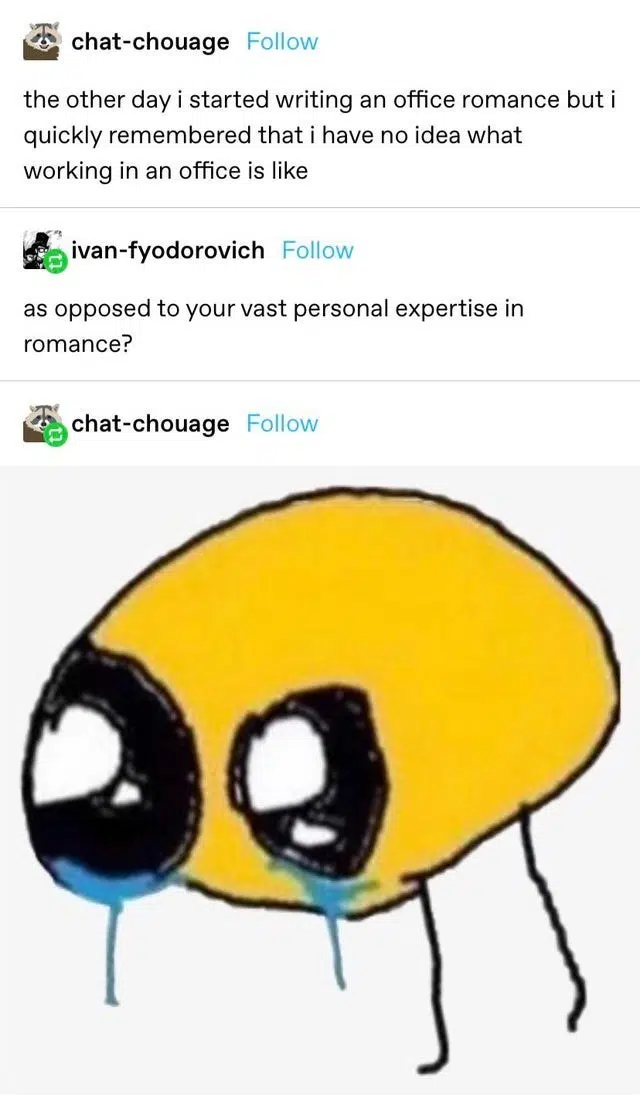 chat-chouage Follow
the other day i started writing an office romance but i
quickly remembered that i have no idea what
working in an office is like
ivan-fyodorovich Follow
as opposed to your vast personal expertise in
romance?
chat-chouage Follow